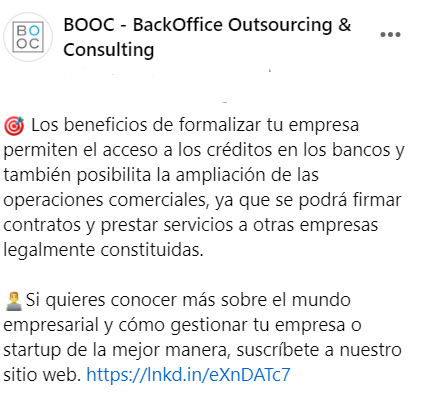 BO
OC
BOOC - BackOffice Outsourcing &
Consulting
🎯 Los beneficios de formalizar tu empresa
permiten el acceso a los créditos en los bancos y
también posibilita la ampliación de las
operaciones comerciales, ya que se podrá firmar
contratos y prestar servicios a otras empresas
legalmente constituidas.
👨‍💼Si quieres conocer más sobre el mundo
empresarial y cómo gestionar tu empresa o
startup de la mejor manera, suscríbete a nuestro
sitio web. https://lnkd.in/eXnDATc7